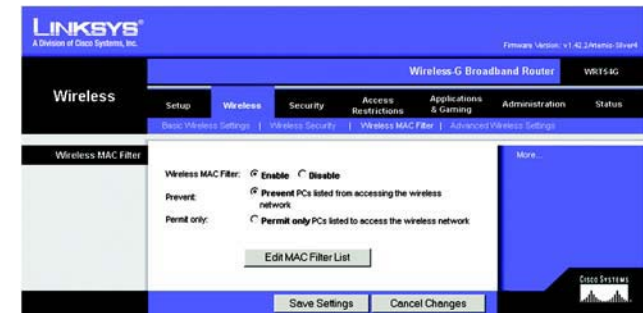 LINKSYS®
A Division of Cisco Systems, Inc.
Firmware Version: v1.42.2Artemis-Silver4
Wireless-G Broadband Router WRT54G
Wireless
Setup Wireless Security Access Restrictions Applications & Gaming Administration Status
Basic Wireless Settings | Wireless Security | Wireless MAC Filter | Advanced Wireless Settings
Wireless MAC Filter
More...
Wireless MAC Filter: Enable Disable
Prevent: Prevent PCs listed from accessing the wireless
network
Permit only: Permit only PCs listed to access the wireless network
Edit MAC Filter List
CISCO SYSTEMS
Save Settings Cancel Changes